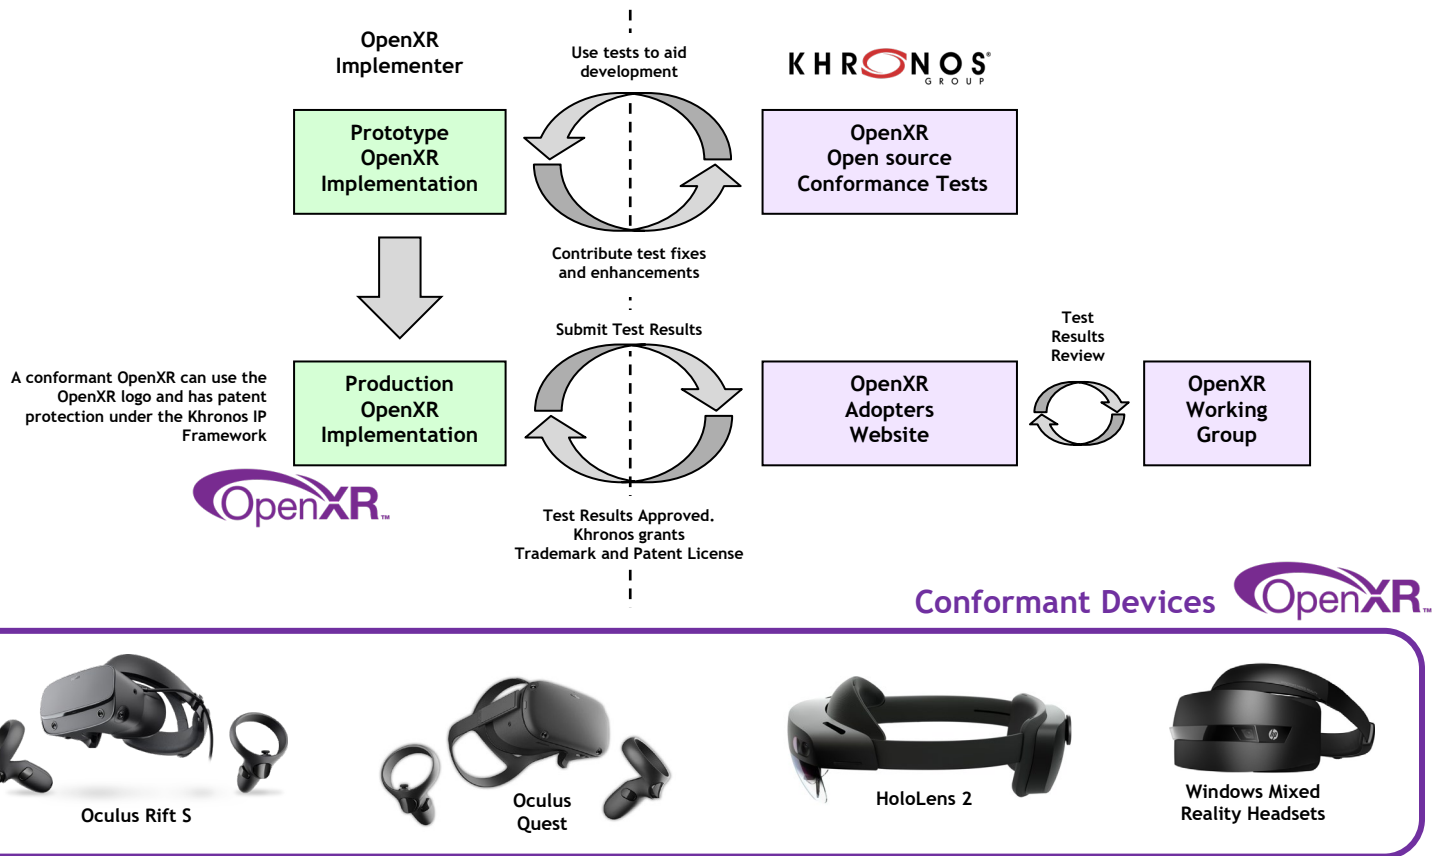 OpenXR
Implementer
Use tests to aid
development
KHRONOS®
GROUP
Prototype
OpenXR
Implementation
OpenXR
Open source
Conformance Tests
Contribute test fixes
and enhancements
Submit Test Results
Test
Results
Review
A conformant OpenXR can use the
OpenXR logo and has patent
protection under the Khronos IP
Framework
Production
OpenXR
Implementation
OpenXR
Adopters
Website
OpenXR
Working
Group
OpenXR™
Test Results Approved.
Khronos grants
Trademark and Patent License
Conformant Devices
OpenXR™
Oculus Rift S
Oculus
Quest
HoloLens 2
hp
Windows Mixed
Reality Headsets